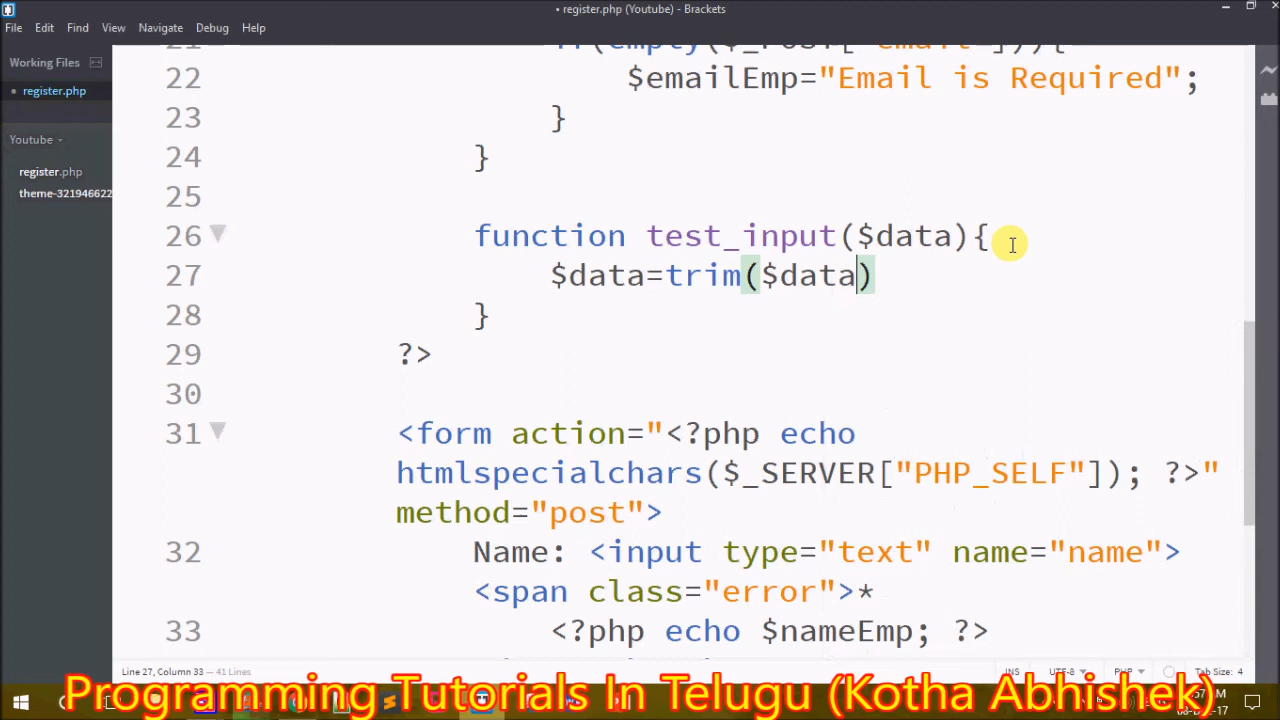 • register.php (Youtube) - Brackets
File Edit Find View Navigate Debug Help
Working Files
• register.php
Youtube
register.php
theme-321946622
22 $emailEmp="Email is Required";
23 }
24 }
25
26 function test_input($data){
27 $data=trim($data)
28 }
29 ?>
30
31 <form action="<?php echo
htmlspecialchars($_SERVER["PHP_SELF"]); ?>"
method="post">
32 Name: <input type="text" name="name">
<span class="error">*
33 <?php echo $nameEmp; ?>
Line 27, Column 33 — 41 Lines
INS UTF-8 PHP Tab Size: 4
Programming Tutorials In Telugu (Kotha Abhishek)